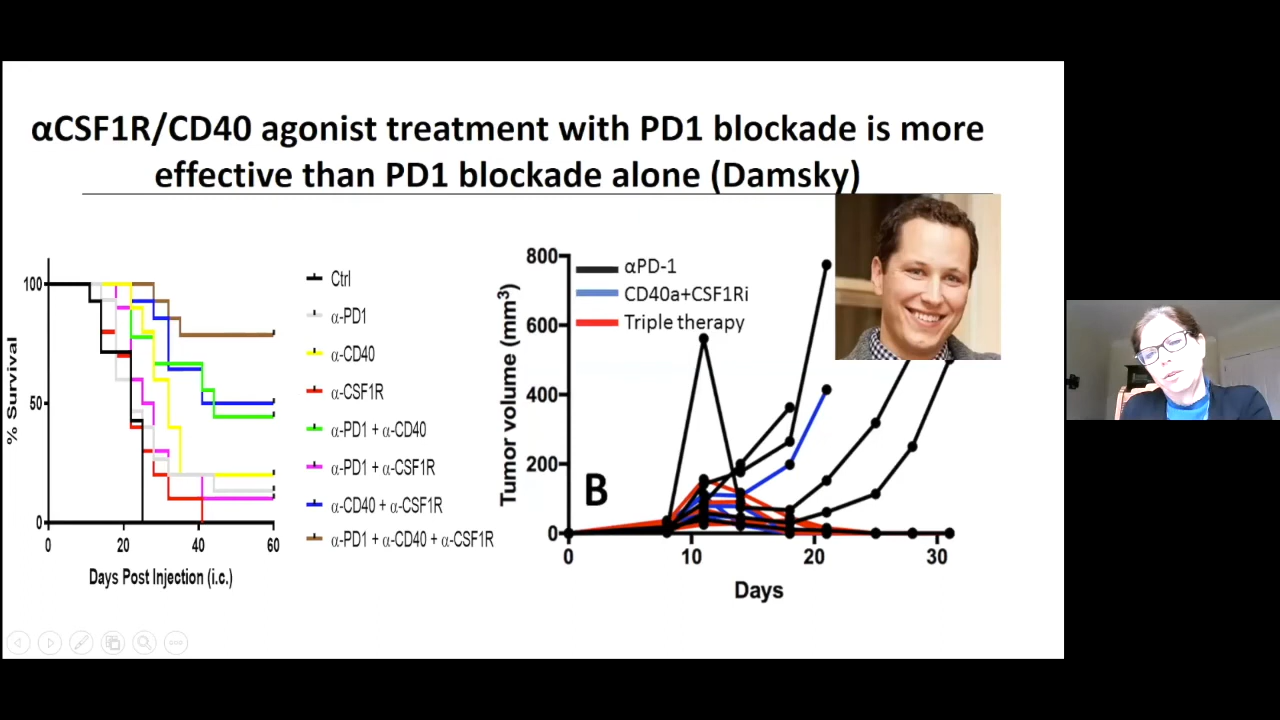 αCSF1R/CD40 agonist treatment with PD1 blockade is more
effective than PD1 blockade alone (Damsky)
% Survival
100
50
0
0 20 40 60
Days Post Injection (i.c.)
Ctrl
α-PD1
α-CD40
α-CSF1R
α-PD1 + α-CD40
α-PD1 + α-CSF1R
α-CD40 + α-CSF1R
α-PD1 + α-CD40 + α-CSF1R
Tumor volume (mm³)
800
600
400
200
0
αPD-1
CD40a+CSF1Ri
Triple therapy
B
0 10 20 30
Days